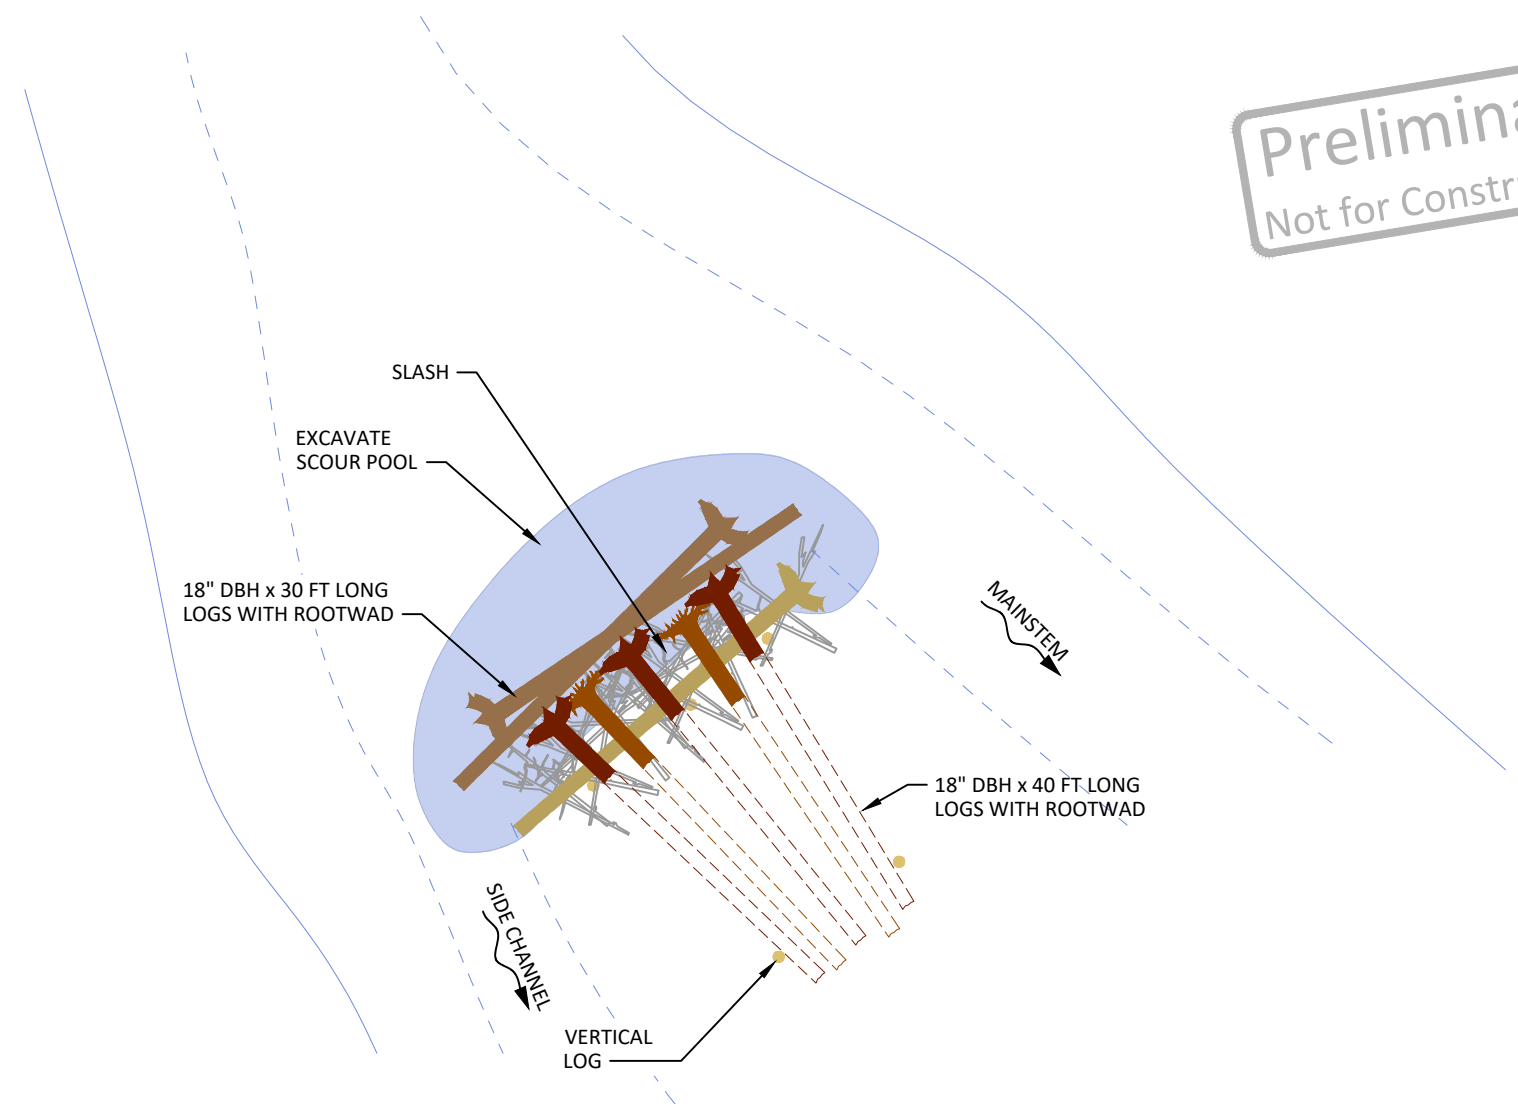 Prelimina
Not for Constr
SLASH
EXCAVATE
SCOUR POOL
18" DBH x 30 FT LONG
LOGS WITH ROOTWAD
MAINSTEM
18" DBH x 40 FT LONG
LOGS WITH ROOTWAD
SIDE CHANNEL
VERTICAL
LOG